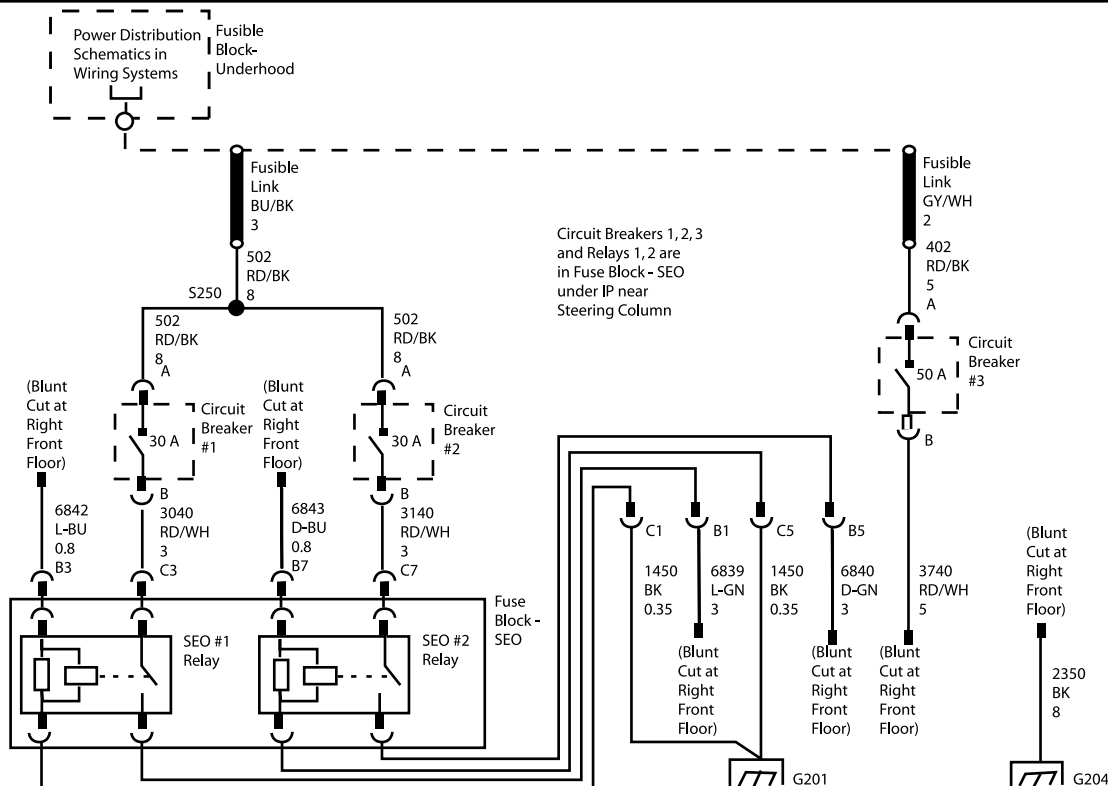 Power Distribution
Schematics in
Wiring Systems
Fusible
Block-
Underhood
Fusible
Link
BU/BK
3
502
RD/BK
8
S250
Fusible
Link
GY/WH
2
402
RD/BK
5
A
Circuit Breakers 1, 2, 3
and Relays 1, 2 are
in Fuse Block - SEO
under IP near
Steering Column
502
RD/BK
8
A
502
RD/BK
8
A
Circuit
Breaker
#3
50 A
B
(Blunt
Cut at
Right
Front
Floor)
Circuit
Breaker
#1
30 A
B
(Blunt
Cut at
Right
Front
Floor)
Circuit
Breaker
#2
30 A
B
6842
L-BU
0.8
B3
3040
RD/WH
3
C3
6843
D-BU
0.8
B7
3140
RD/WH
3
C7
C1
B1
C5
B5
1450
BK
0.35
6839
L-GN
3
1450
BK
0.35
6840
D-GN
3
3740
RD/WH
5
(Blunt
Cut at
Right
Front
Floor)
Fuse
Block -
SEO
SEO #1
Relay
SEO #2
Relay
(Blunt
Cut at
Right
Front
Floor)
(Blunt
Cut at
Right
Front
Floor)
(Blunt
Cut at
Right
Front
Floor)
2350
BK
8
G201
G204